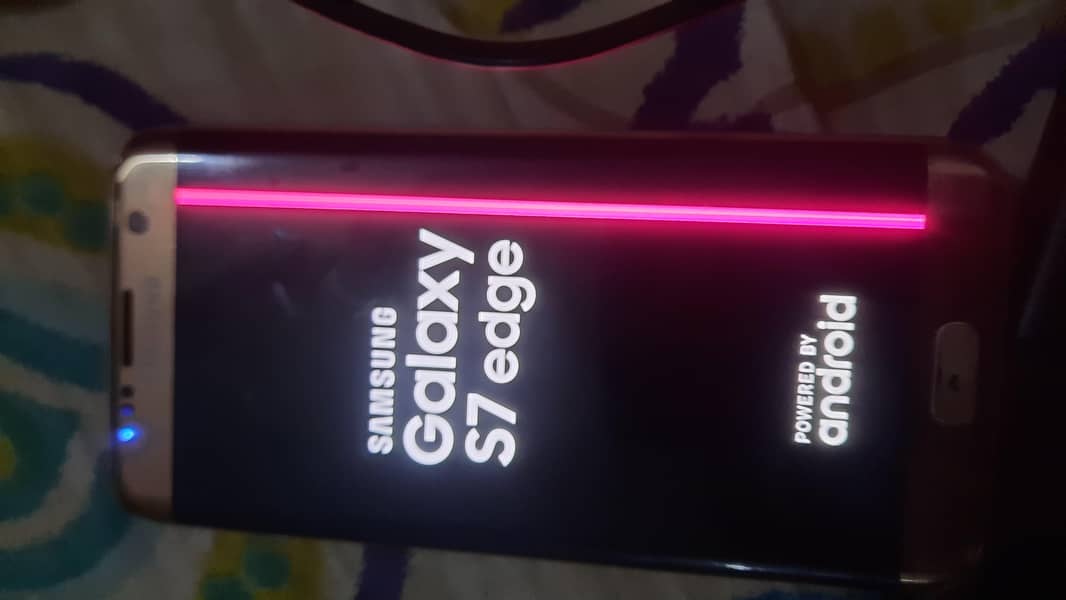 SAMSUNG
Galaxy
S7 edge
POWERED BY
android